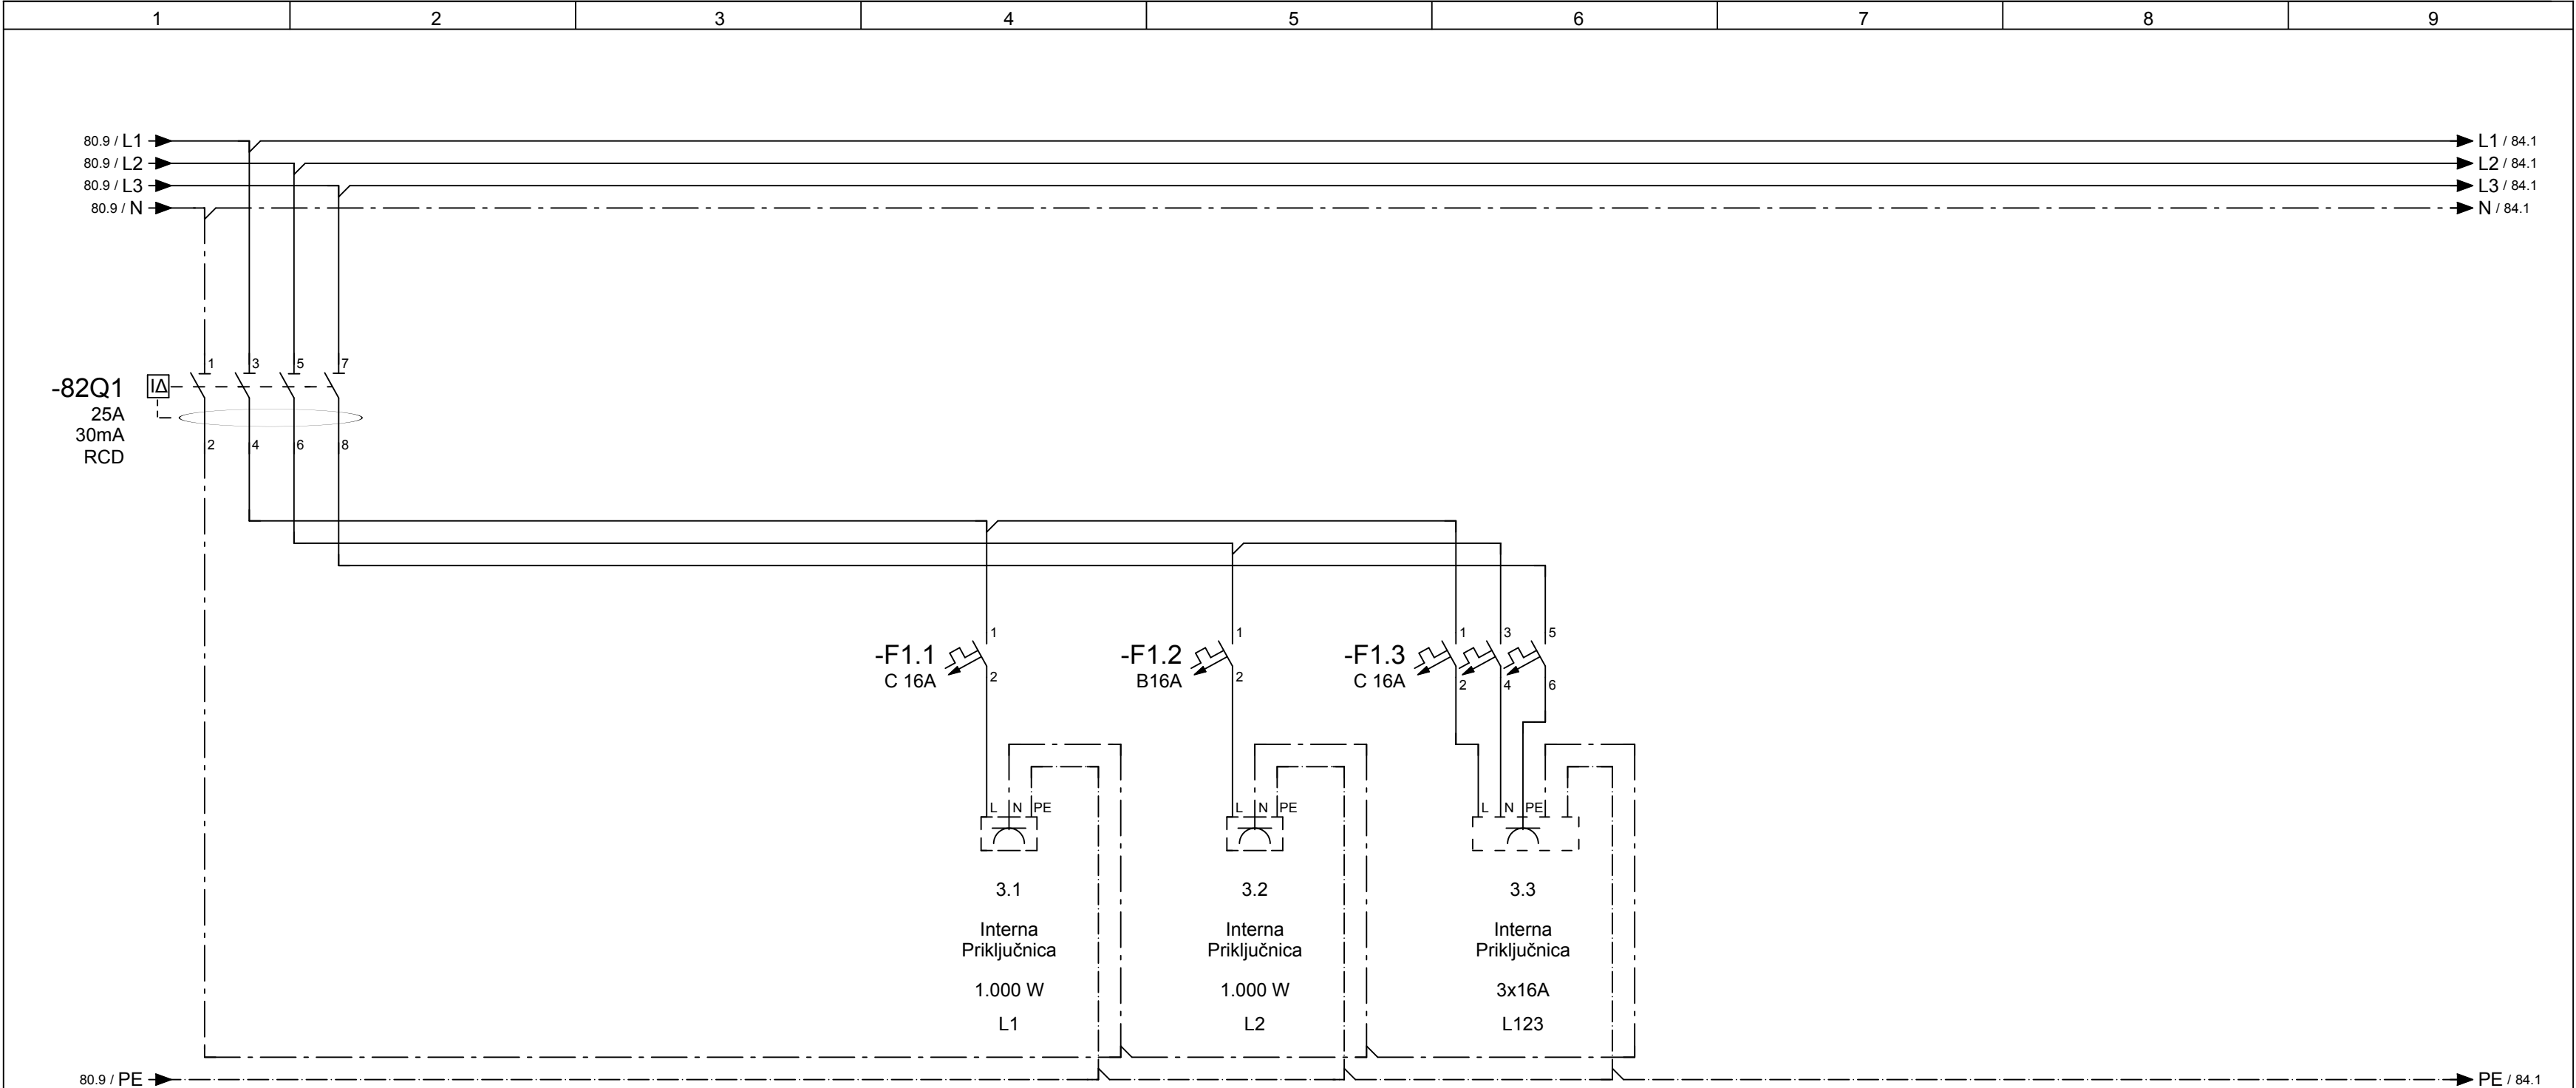 1 2 3 4 5 6 7 8 9
80.9 / L1 L1 / 84.1
80.9 / L2 L2 / 84.1
80.9 / L3 L3 / 84.1
80.9 / N N / 84.1
1 3 5 7
-82Q1 I∆
25A
30mA
RCD
2 4 6 8
1 1 1 3 5
-F1.1 -F1.2 -F1.3
C 16A B16A C 16A
2 2 2 4 6
L N PE L N PE L N PE
3.1 3.2 3.3
Interna Interna Interna
Priključnica Priključnica Priključnica
1.000 W 1.000 W 3x16A
L1 L2 L123
80.9 / PE PE / 84.1